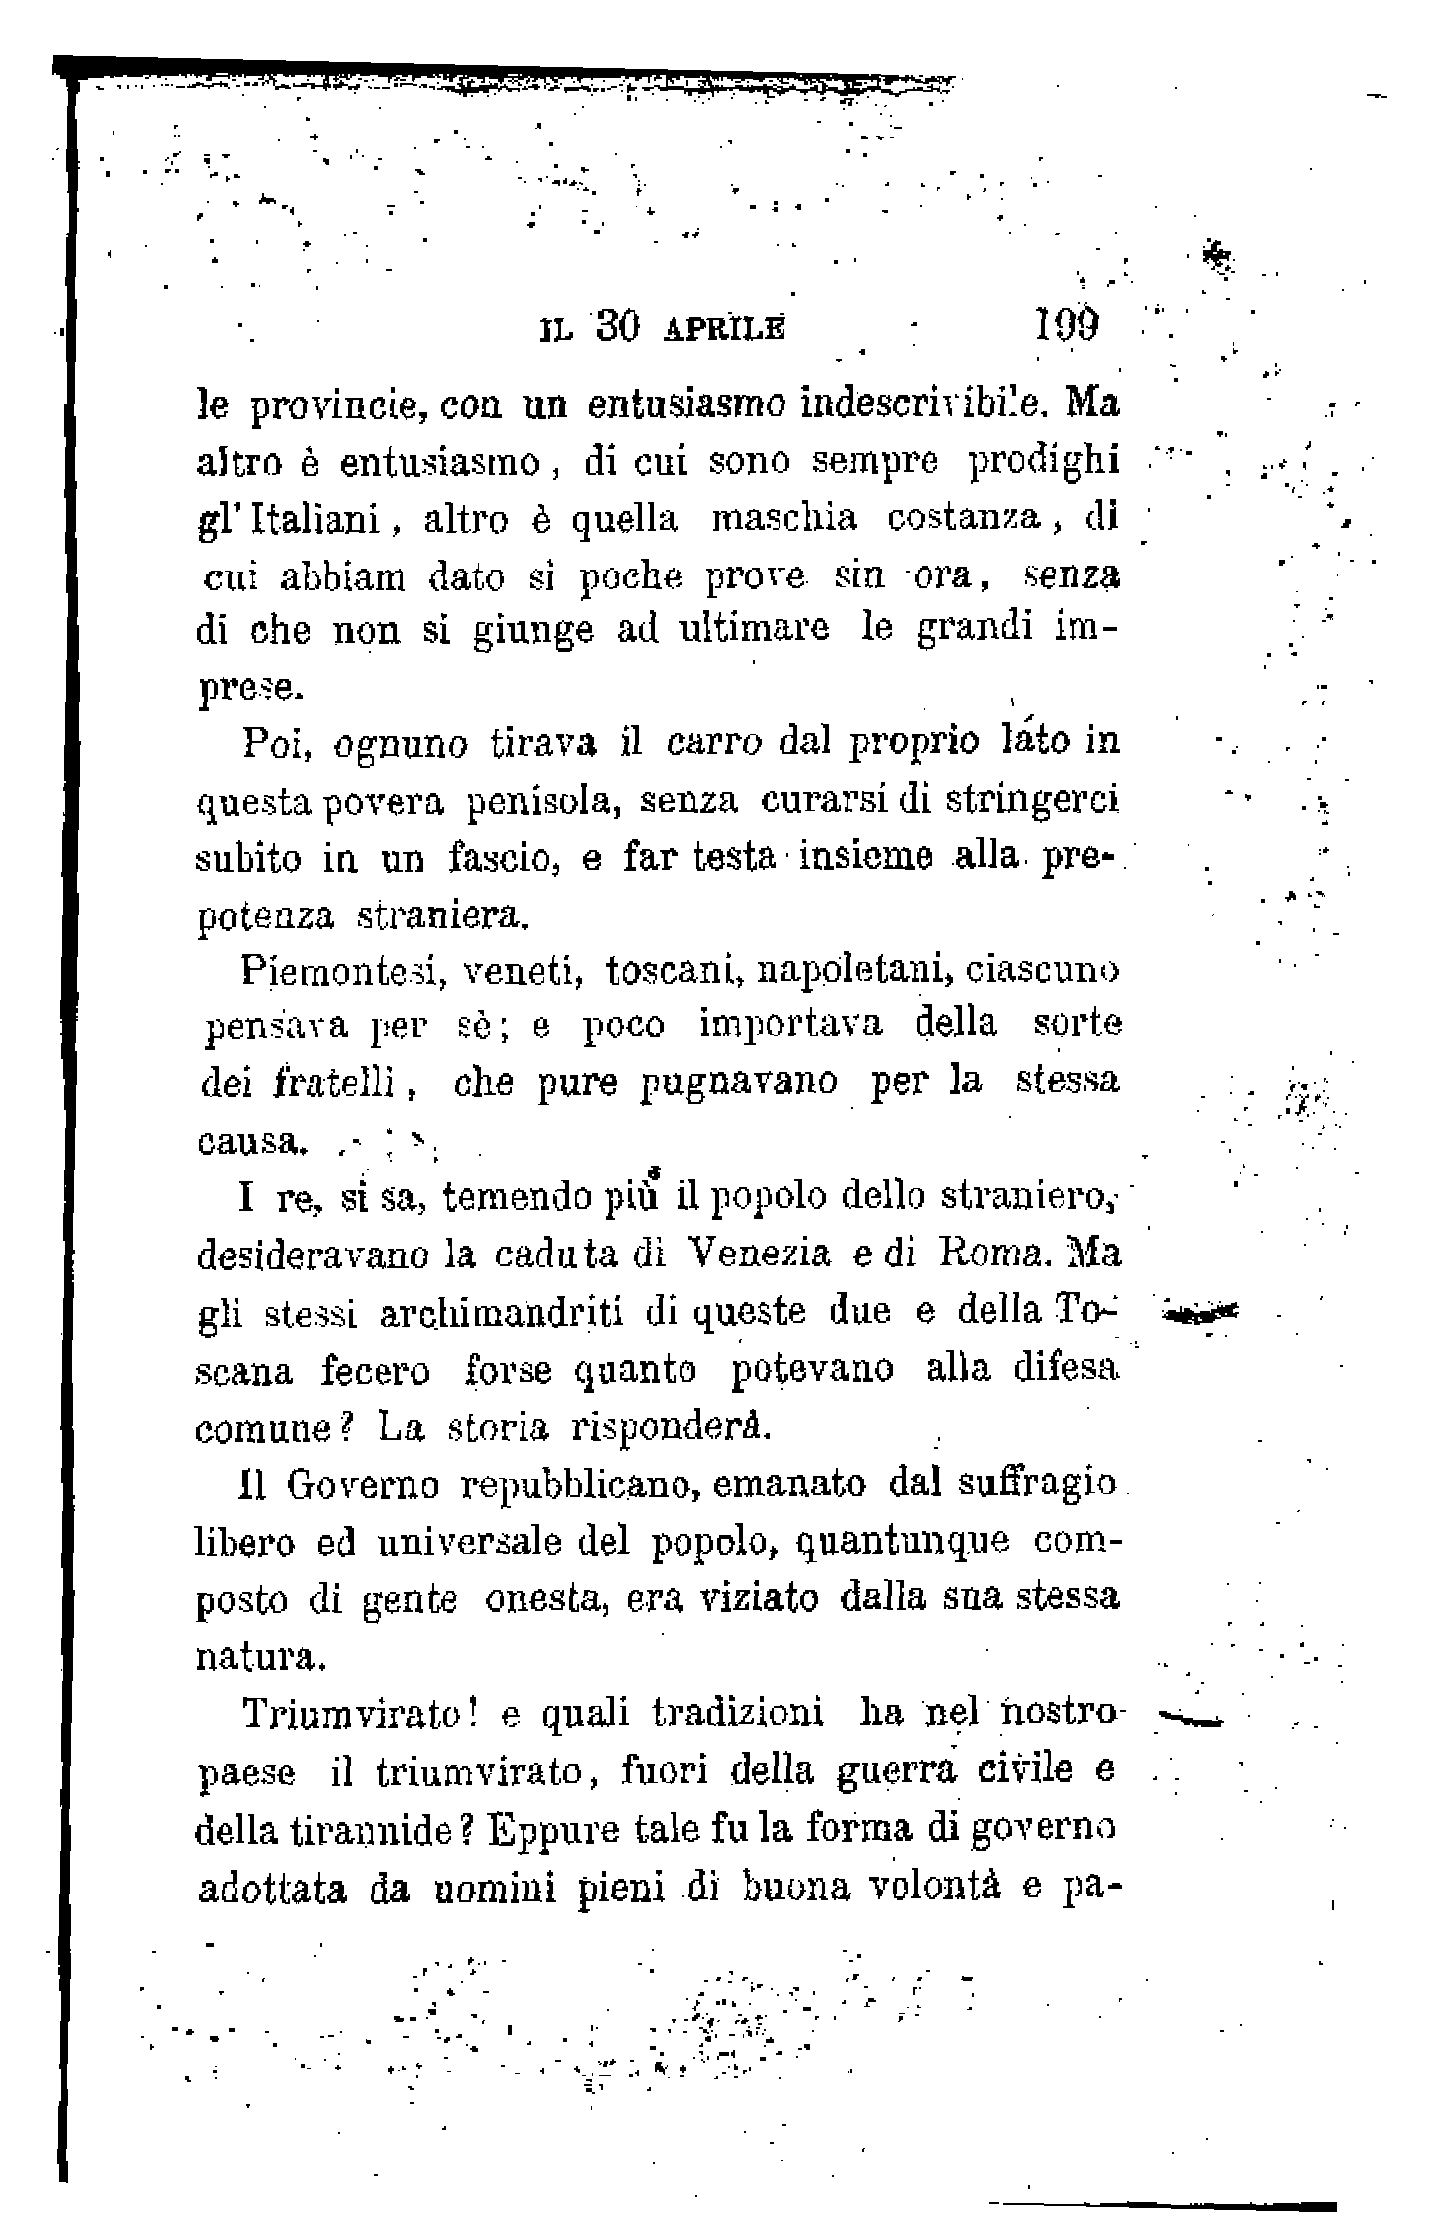 IL 30 APRILE 199
le provincie, con un entusiasmo indescrivibile. Ma
altro è entusiasmo, di cui sono sempre prodighi
gl'Italiani, altro è quella maschia costanza, di
cui abbiam dato sì poche prove sin ora, senza
di che non si giunge ad ultimare le grandi im-
prese.
Poi, ognuno tirava il carro dal proprio lato in
questa povera penisola, senza curarsi di stringerci
subito in un fascio, e far testa insieme alla pre-
potenza straniera.
Piemontesi, veneti, toscani, napoletani, ciascuno
pensava per sè; e poco importava della sorte
dei fratelli, che pure pugnavano per la stessa
causa.
I re, si sa, temendo più il popolo dello straniero,
desideravano la caduta di Venezia e di Roma. Ma
gli stessi archimandriti di queste due e della To-
scana fecero forse quanto potevano alla difesa
comune? La storia risponderà.
Il Governo repubblicano, emanato dal suffragio
libero ed universale del popolo, quantunque com-
posto di gente onesta, era viziato dalla sua stessa
natura.
Triumvirato! e quali tradizioni ha nel nostro
paese il triumvirato, fuori della guerra civile e
della tirannide? Eppure tale fu la forma di governo
adottata da uomini pieni di buona volontà e pa-